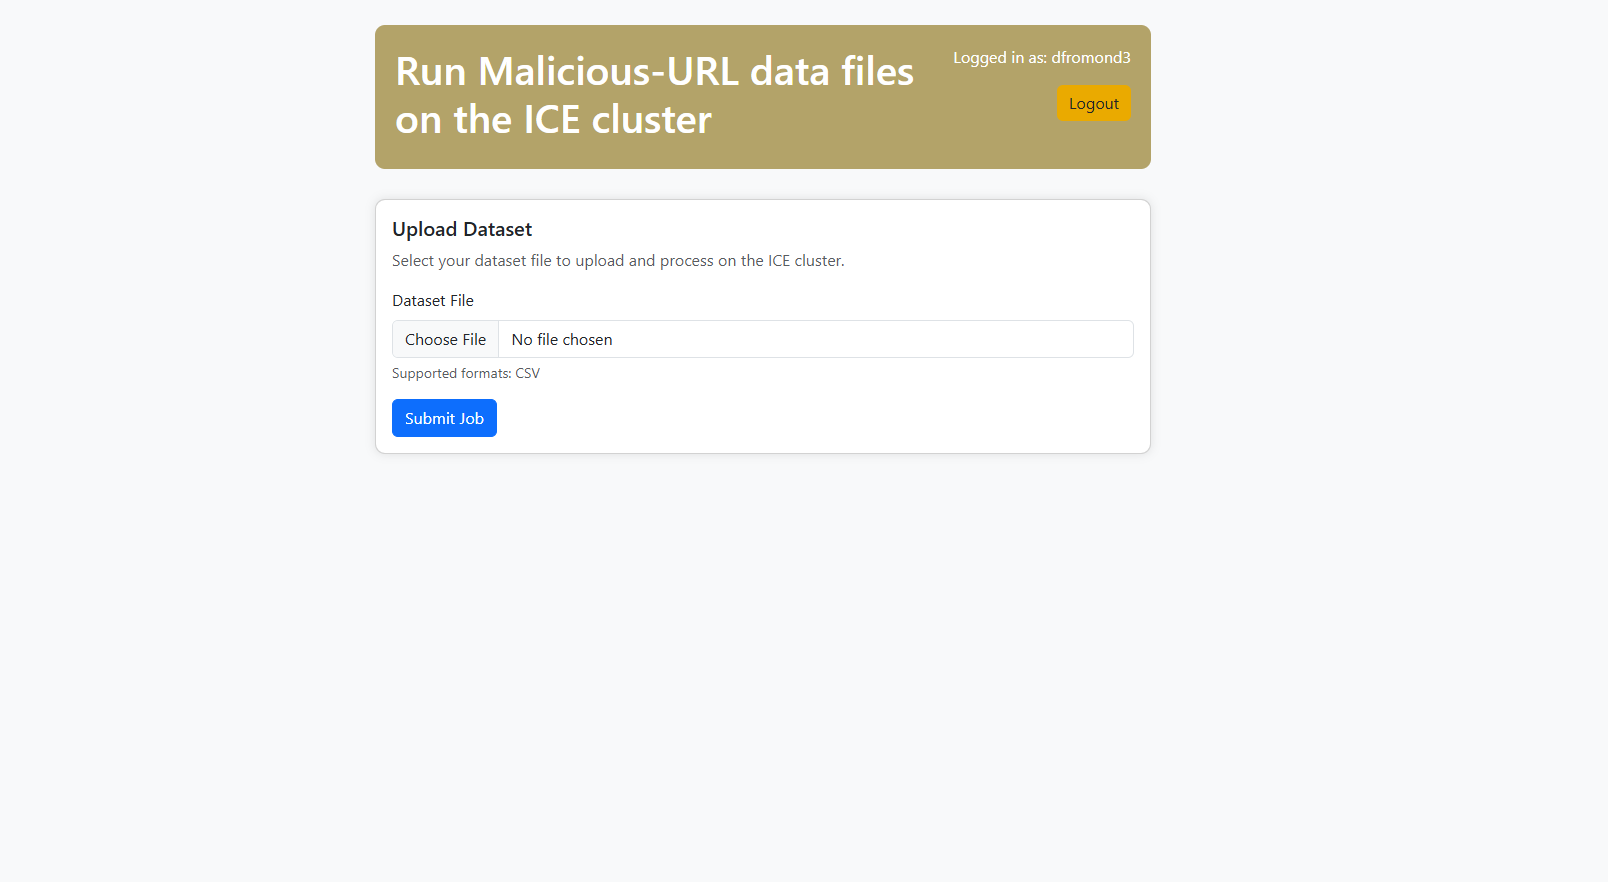 Run Malicious-URL data files
on the ICE cluster
Logged in as: dfromond3
Logout
Upload Dataset
Select your dataset file to upload and process on the ICE cluster.
Dataset File
Choose File No file chosen
Supported formats: CSV
Submit Job